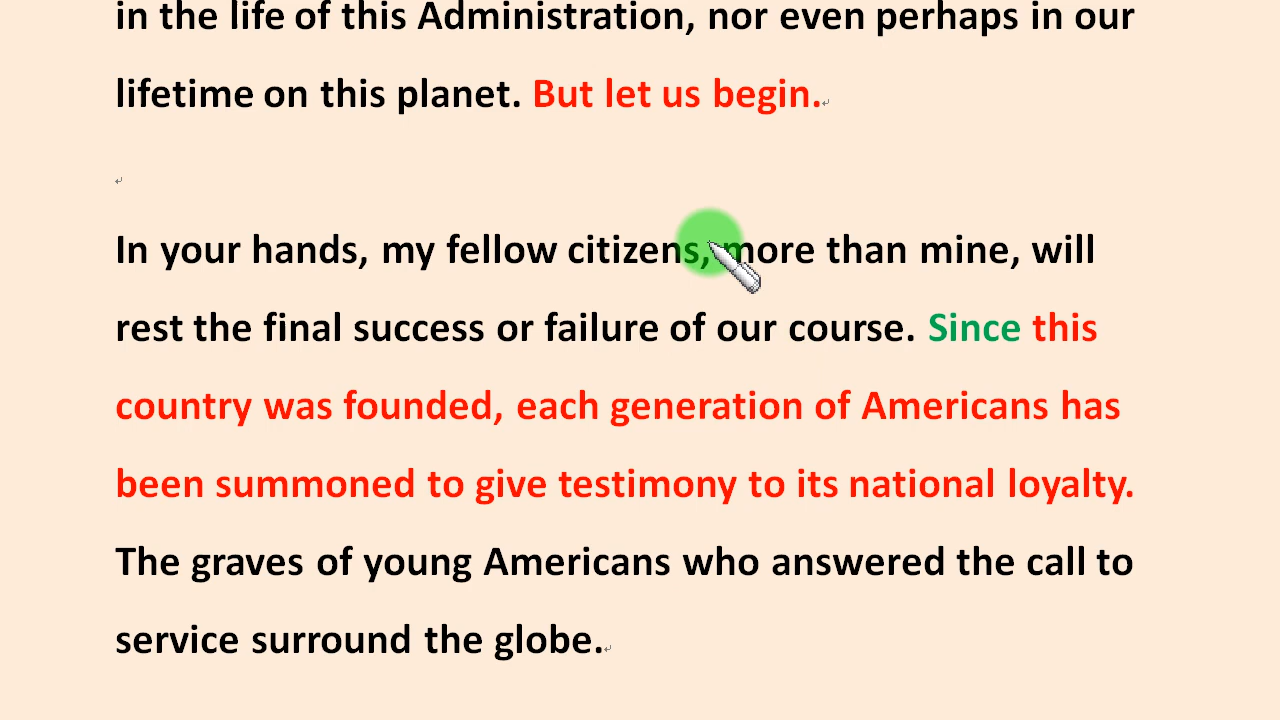 in the life of this Administration, nor even perhaps in our
lifetime on this planet. But let us begin.
In your hands, my fellow citizens, more than mine, will
rest the final success or failure of our course. Since this
country was founded, each generation of Americans has
been summoned to give testimony to its national loyalty.
The graves of young Americans who answered the call to
service surround the globe.